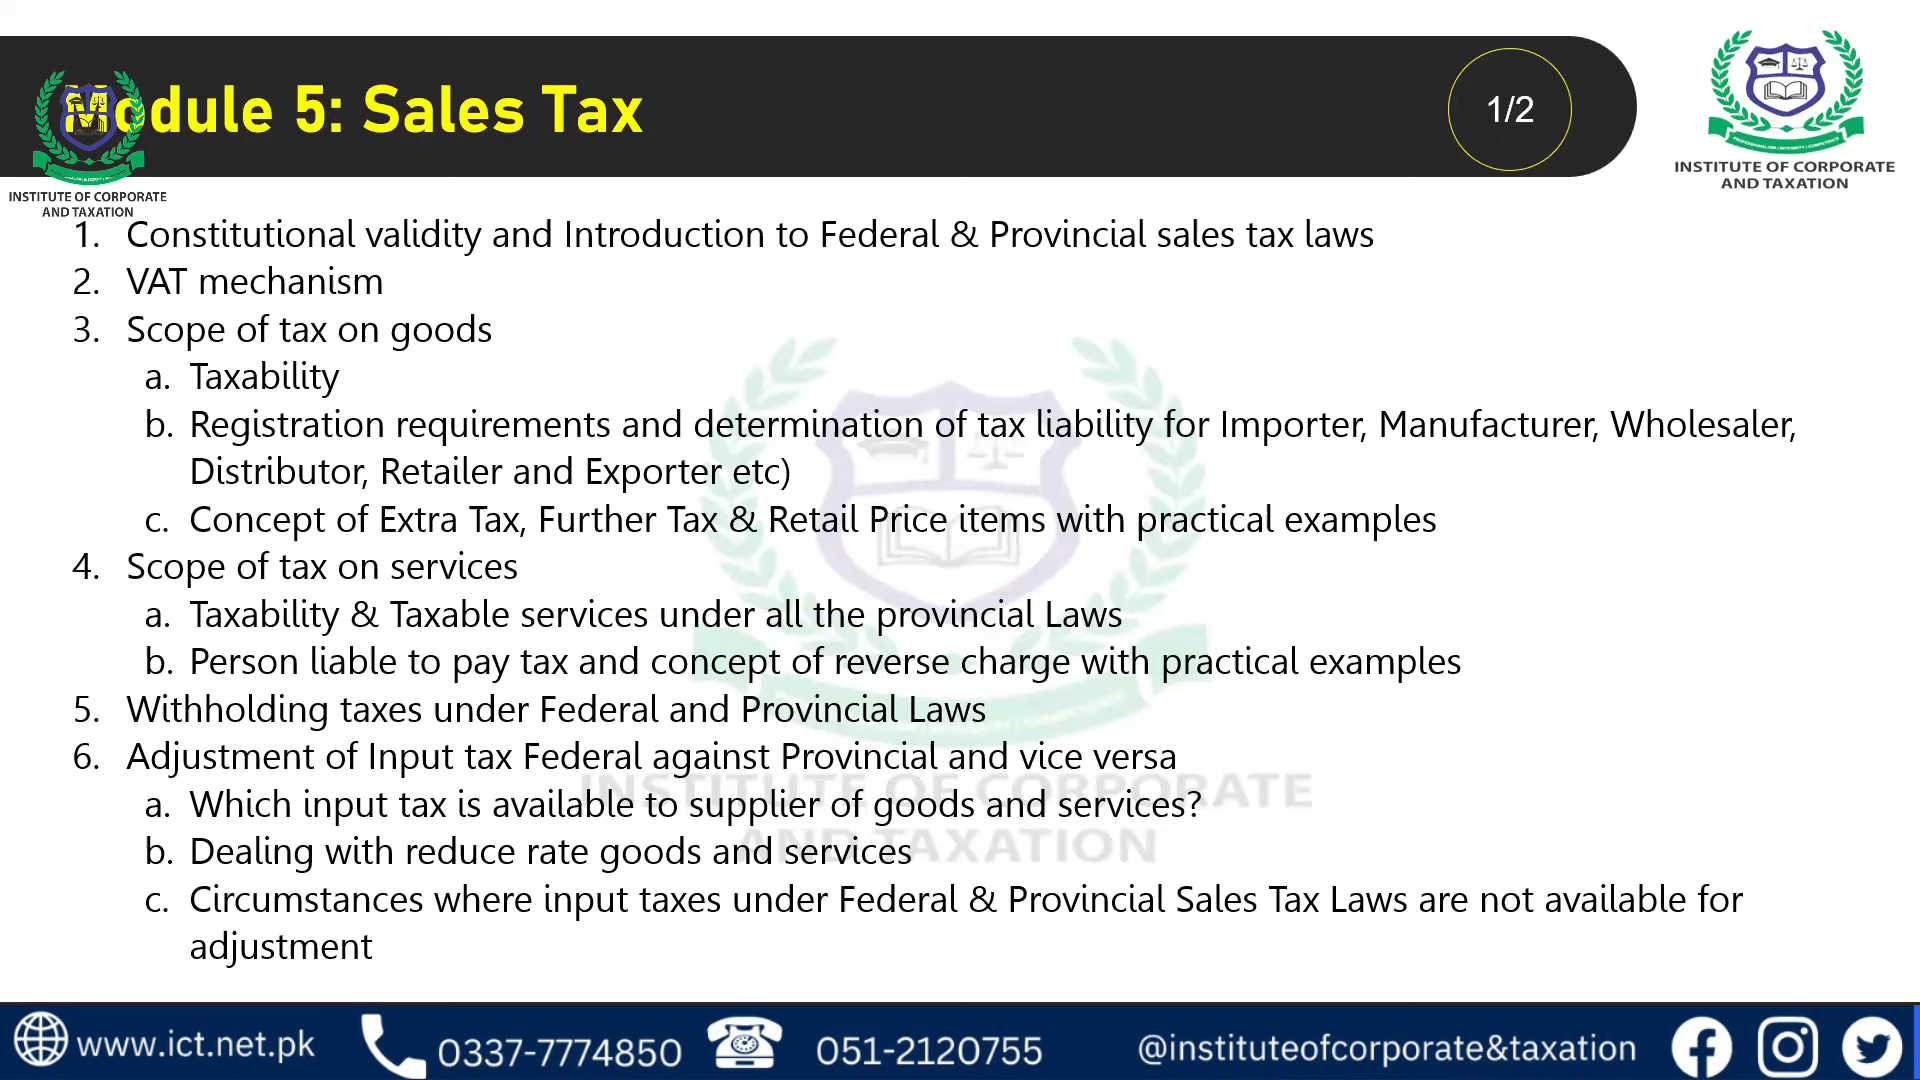 Module 5: Sales Tax
1/2
INSTITUTE OF CORPORATE
AND TAXATION
INSTITUTE OF CORPORATE
AND TAXATION
1. Constitutional validity and Introduction to Federal & Provincial sales tax laws
2. VAT mechanism
3. Scope of tax on goods
a. Taxability
b. Registration requirements and determination of tax liability for Importer, Manufacturer, Wholesaler,
Distributor, Retailer and Exporter etc)
c. Concept of Extra Tax, Further Tax & Retail Price items with practical examples
4. Scope of tax on services
a. Taxability & Taxable services under all the provincial Laws
b. Person liable to pay tax and concept of reverse charge with practical examples
5. Withholding taxes under Federal and Provincial Laws
6. Adjustment of Input tax Federal against Provincial and vice versa
a. Which input tax is available to supplier of goods and services?
b. Dealing with reduce rate goods and services
c. Circumstances where input taxes under Federal & Provincial Sales Tax Laws are not available for
adjustment
INSTITUTE OF CORPORATE
AND TAXATION
www.ict.net.pk
0337-7774850
051-2120755
@instituteofcorporate&taxation